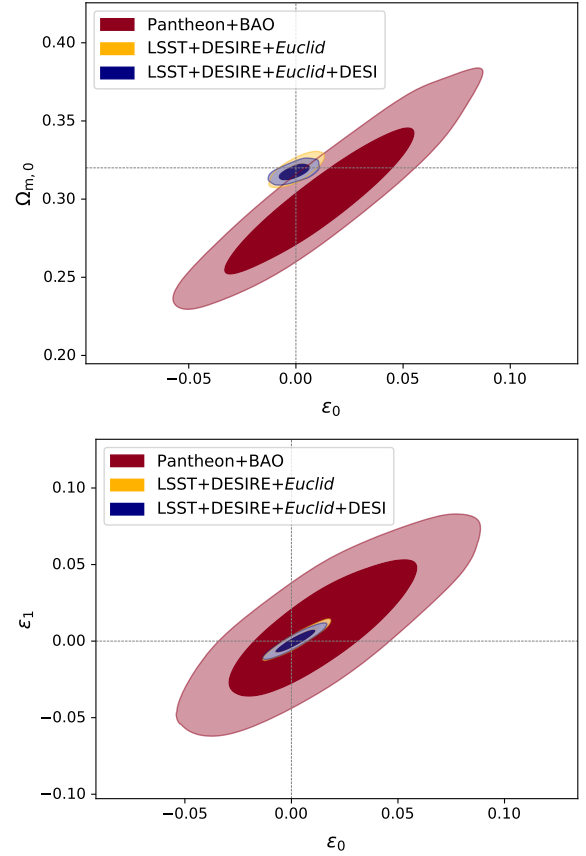 Pantheon+BAO
LSST+DESIRE+Euclid
LSST+DESIRE+Euclid+DESI
0.40
0.35
0.30
0.25
0.20
Ωm,0
−0.05
0.00
0.05
0.10
ε0
Pantheon+BAO
LSST+DESIRE+Euclid
LSST+DESIRE+Euclid+DESI
0.10
0.05
0.00
−0.05
−0.10
ε1
−0.05
0.00
0.05
0.10
ε0